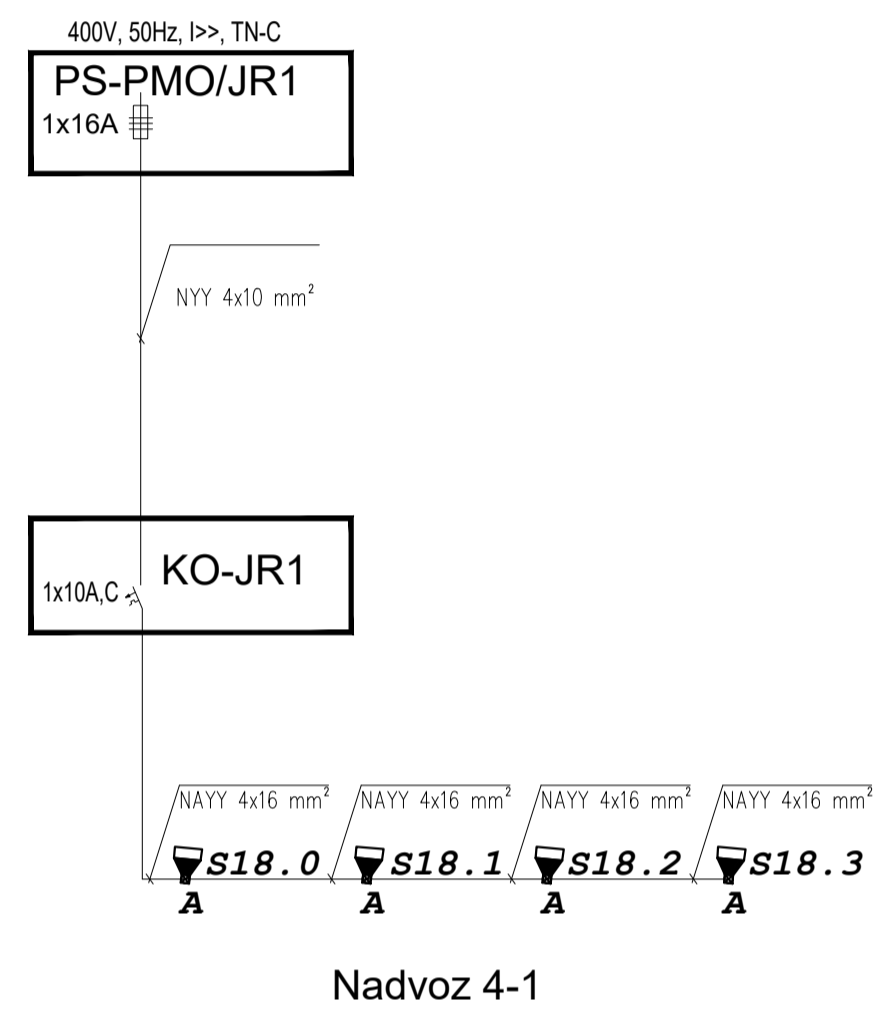 400V, 50Hz, I>>, TN-C
PS-PMO/JR1
1x16A
NYY 4x10 mm²
KO-JR1
1x10A,C
NAYY 4x16 mm² NAYY 4x16 mm² NAYY 4x16 mm² NAYY 4x16 mm²
S18.0 S18.1 S18.2 S18.3
A A A A
Nadvoz 4-1